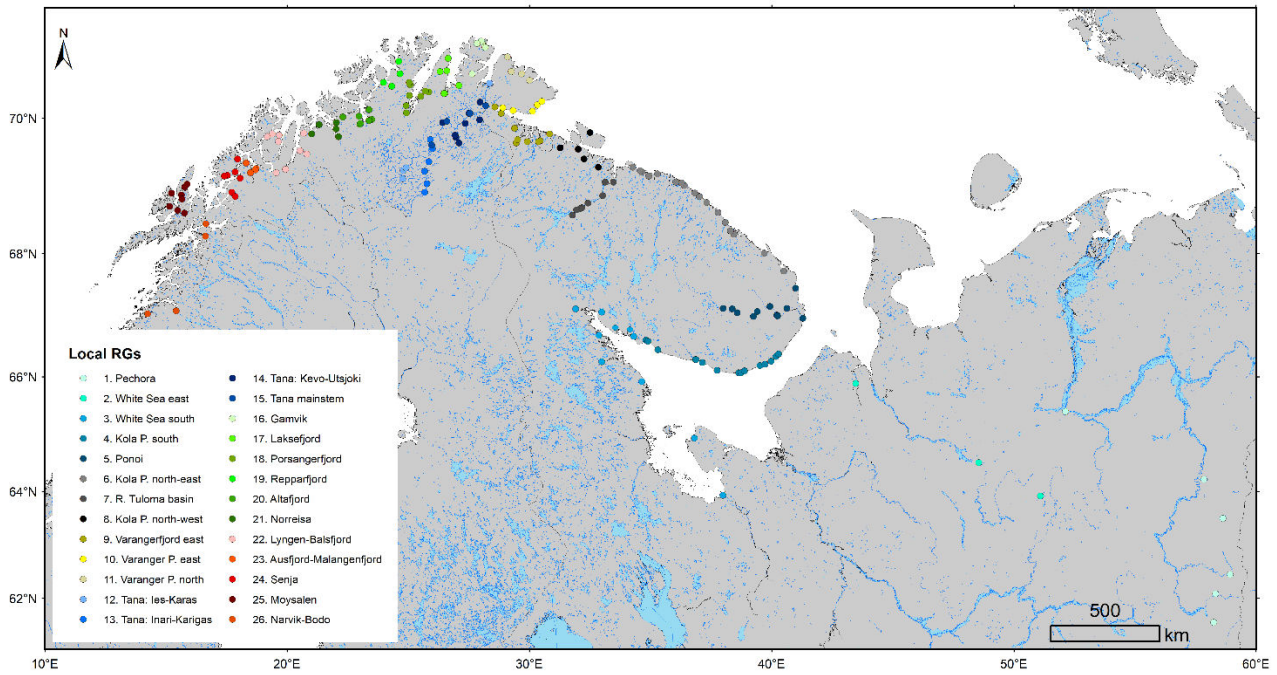 N
70°N
68°N
66°N
64°N
62°N
Local RGs
1. Pechora
2. White Sea east
3. White Sea south
4. Kola P. south
5. Ponoi
6. Kola P. north-east
7. R. Tuloma basin
8. Kola P. north-west
9. Varangerfjord east
10. Varanger P. east
11. Varanger P. north
12. Tana: Ies-Karas
13. Tana: Inari-Karigas
14. Tana: Kevo-Utsjoki
15. Tana mainstem
16. Gamvik
17. Laksefjord
18. Porsangerfjord
19. Repparfjord
20. Altafjord
21. Norreisa
22. Lyngen-Balsfjord
23. Ausfjord-Malangenfjord
24. Senja
25. Moysalen
26. Narvik-Bodo
500
km
10°E
20°E
30°E
40°E
50°E
60°E